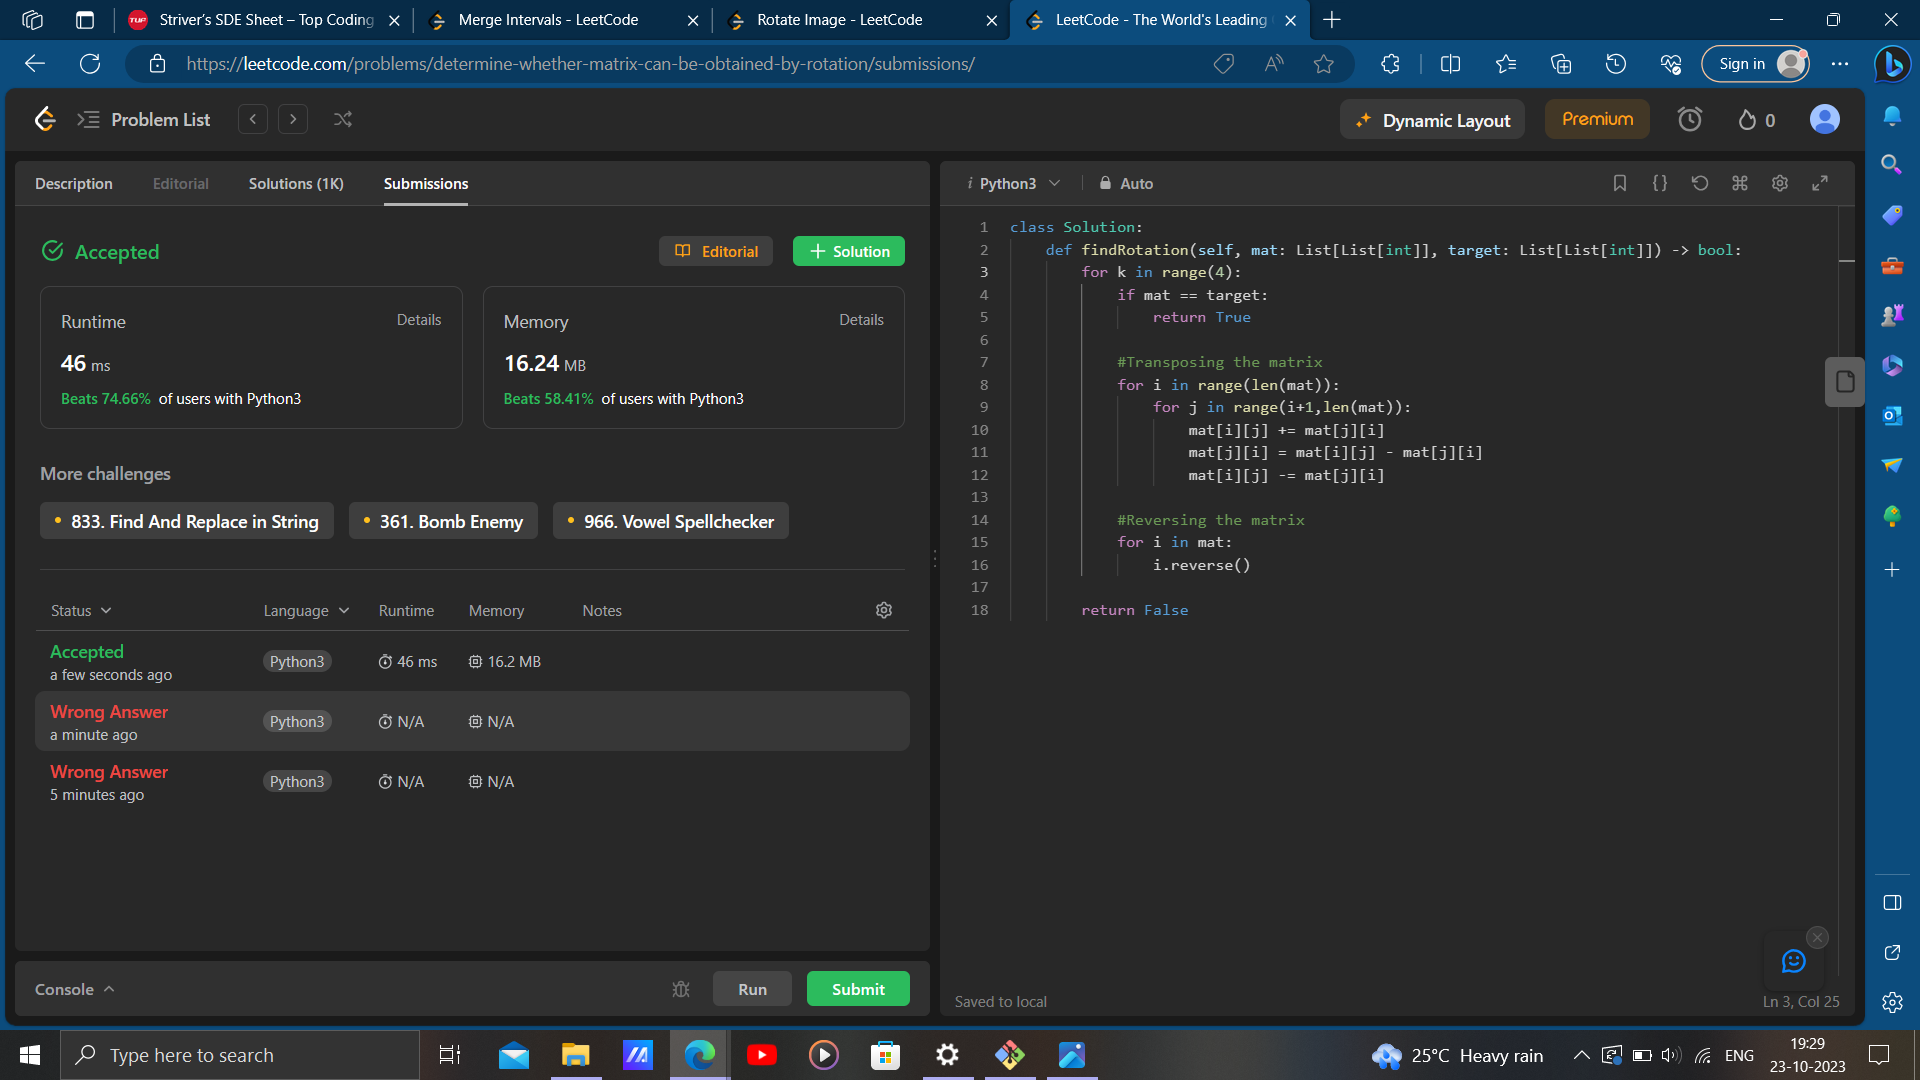 Striver's SDE Sheet – Top Coding
Merge Intervals - LeetCode
Rotate Image - LeetCode
LeetCode - The World's Leading
https://leetcode.com/problems/determine-whether-matrix-can-be-obtained-by-rotation/submissions/
Sign in
Problem List
Dynamic Layout
Premium
0
Description
Editorial
Solutions (1K)
Submissions
Accepted
Editorial
Solution
Runtime
Details
46 ms
Beats 74.66% of users with Python3
Memory
Details
16.24 MB
Beats 58.41% of users with Python3
More challenges
833. Find And Replace in String
361. Bomb Enemy
966. Vowel Spellchecker
Status Language Runtime Memory Notes
Accepted
a few seconds ago
Python3 46 ms 16.2 MB
Wrong Answer
a minute ago
Python3 N/A N/A
Wrong Answer
5 minutes ago
Python3 N/A N/A
Console
Run
Submit
i Python3
Auto
1 class Solution:
2 def findRotation(self, mat: List[List[int]], target: List[List[int]]) -> bool:
3 for k in range(4):
4 if mat == target:
5 return True
6
7 #Transposing the matrix
8 for i in range(len(mat)):
9 for j in range(i+1,len(mat)):
10 mat[i][j] += mat[j][i]
11 mat[j][i] = mat[i][j] - mat[j][i]
12 mat[i][j] -= mat[j][i]
13
14 #Reversing the matrix
15 for i in mat:
16 i.reverse()
17
18 return False
Saved to local
Ln 3, Col 25
Type here to search
25°C Heavy rain
ENG
19:29
23-10-2023